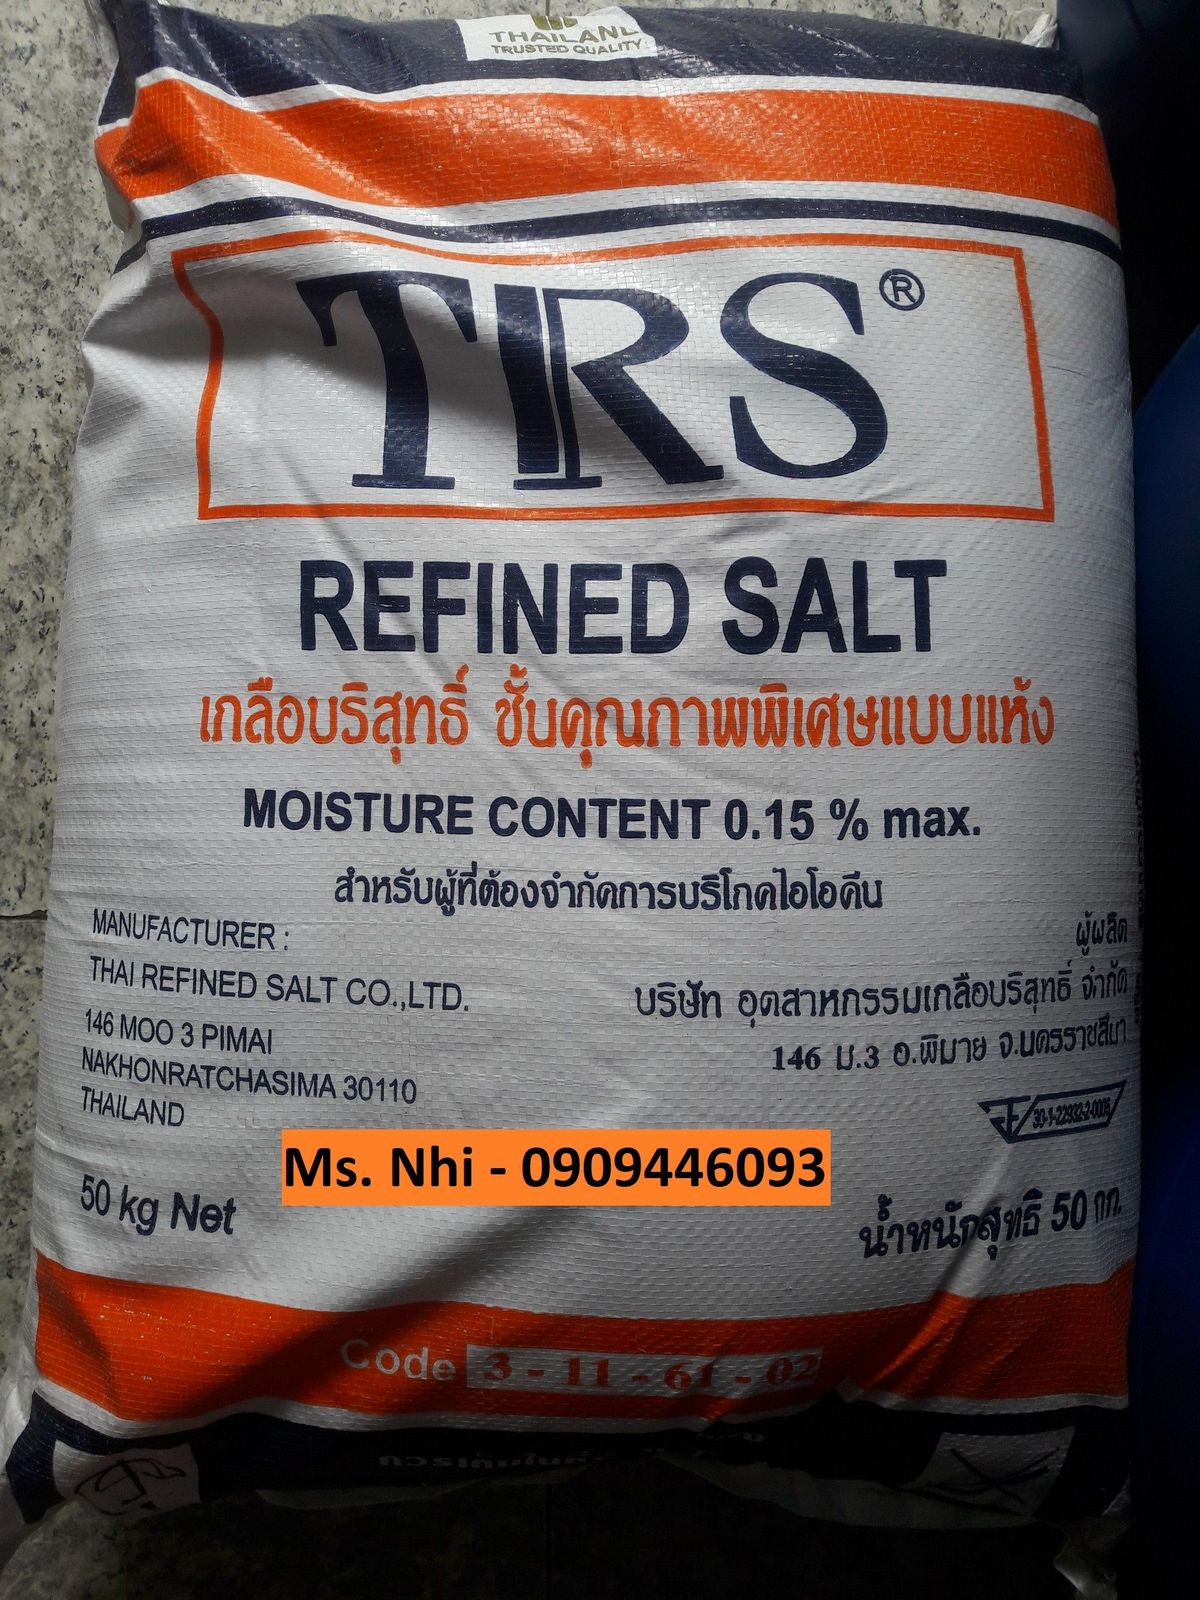 THAILAND
TRUSTED QUALITY
TRS®
REFINED SALT
เกลือบริสุทธิ์ ชั้นคุณภาพพิเศษแบบแห้ง
MOISTURE CONTENT 0.15 % max.
สำหรับผู้ที่ต้องจำกัดการบริโภคไอโอดีน
MANUFACTURER :
THAI REFINED SALT CO.,LTD.
146 MOO 3 PIMAI
NAKHONRATCHASIMA 30110
THAILAND
ผู้ผลิต
บริษัท อุตสาหกรรมเกลือบริสุทธิ์ จำกัด
146 ม.3 อ.พิมาย จ.นครราชสีมา
30-1-22932-2-0005
Ms. Nhi - 0909446093
50 kg Net
น้ำหนักสุทธิ 50 กก.
Code 3 - 11 - 61 - 02